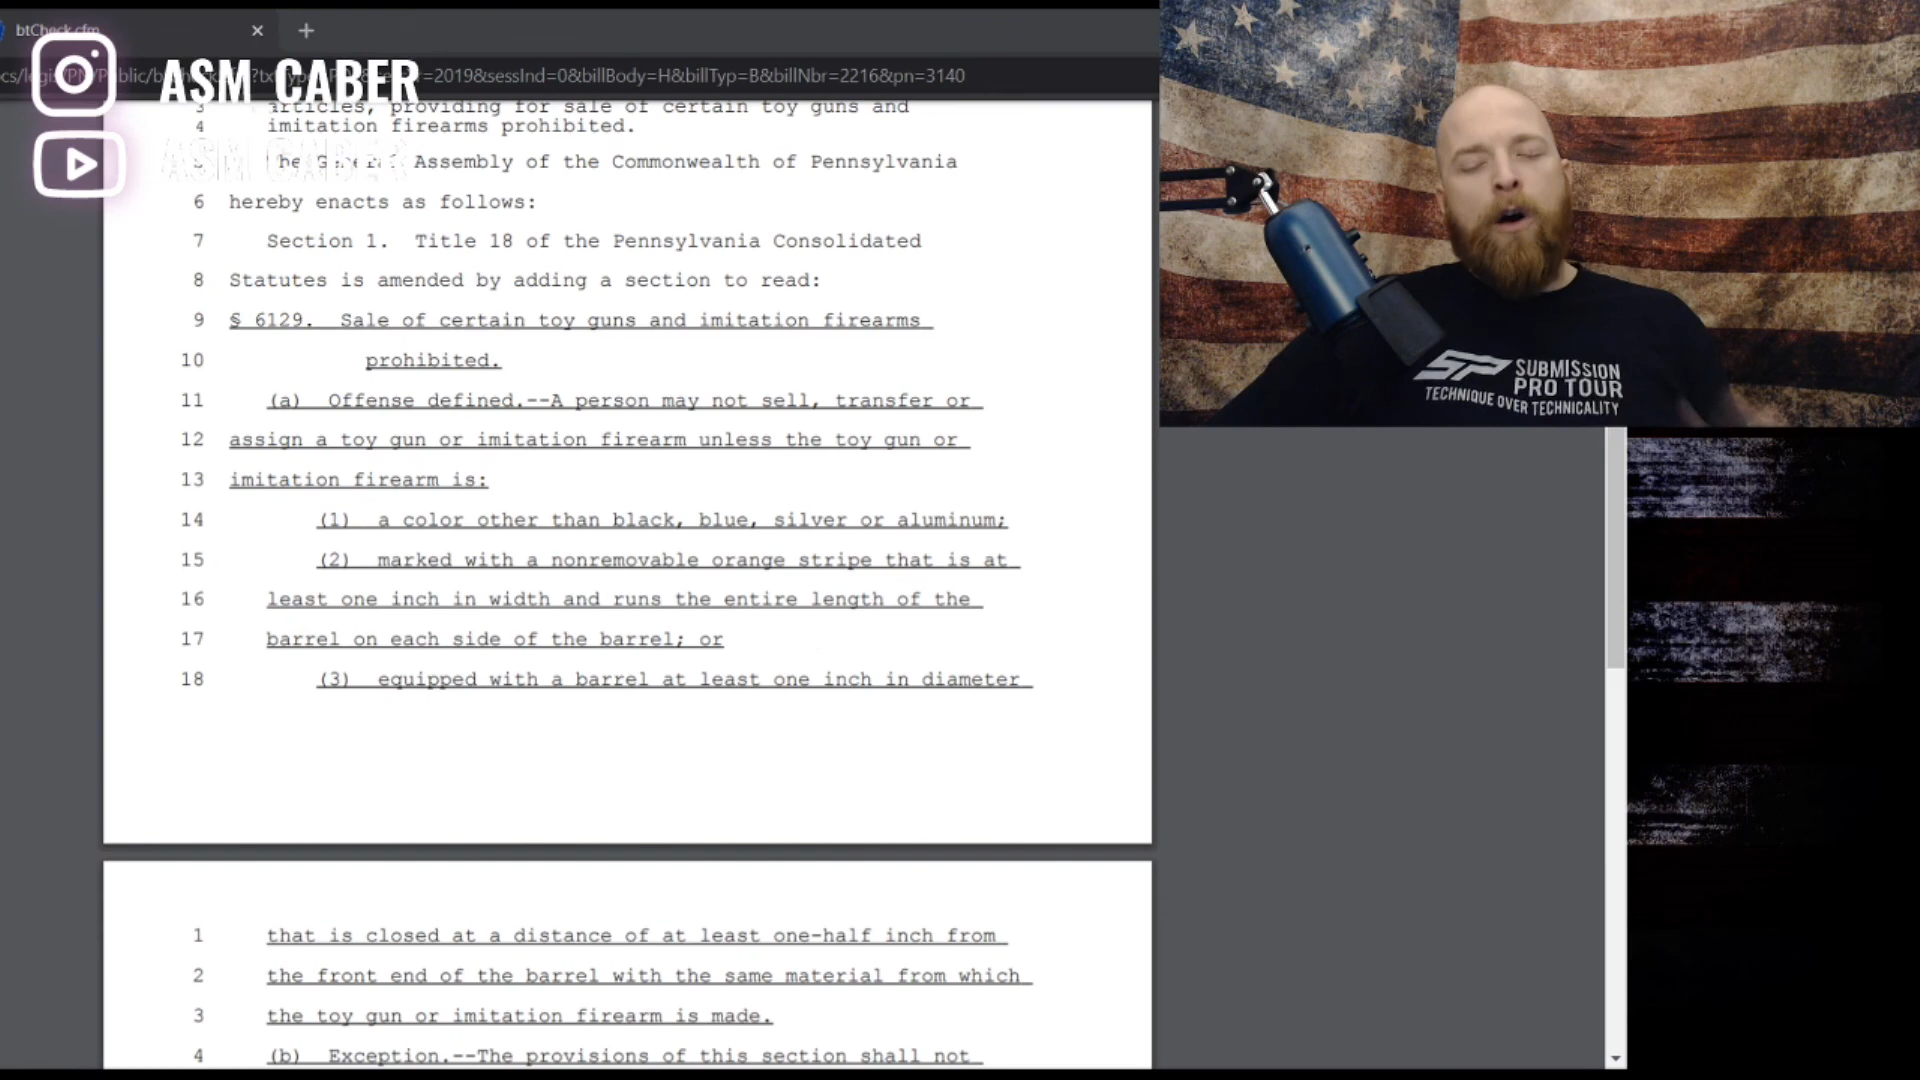 btCheck.cfm
ASM_CABER
=2019&sessInd=0&billBody=H&billTyp=B&billNbr=2216&pn=3140
3 articles, providing for sale of certain toy guns and
4 imitation firearms prohibited.
ASM CABER
The General Assembly of the Commonwealth of Pennsylvania
6 hereby enacts as follows:
7 Section 1. Title 18 of the Pennsylvania Consolidated
8 Statutes is amended by adding a section to read:
9 § 6129. Sale of certain toy guns and imitation firearms
10 prohibited.
11 (a) Offense defined.--A person may not sell, transfer or
12 assign a toy gun or imitation firearm unless the toy gun or
13 imitation firearm is:
14 (1) a color other than black, blue, silver or aluminum;
15 (2) marked with a nonremovable orange stripe that is at
16 least one inch in width and runs the entire length of the
17 barrel on each side of the barrel; or
18 (3) equipped with a barrel at least one inch in diameter
1 that is closed at a distance of at least one-half inch from
2 the front end of the barrel with the same material from which
3 the toy gun or imitation firearm is made.
4 (b) Exception.--The provisions of this section shall not
SP SUBMISSION
PRO TOUR
TECHNIQUE OVER TECHNICALITY